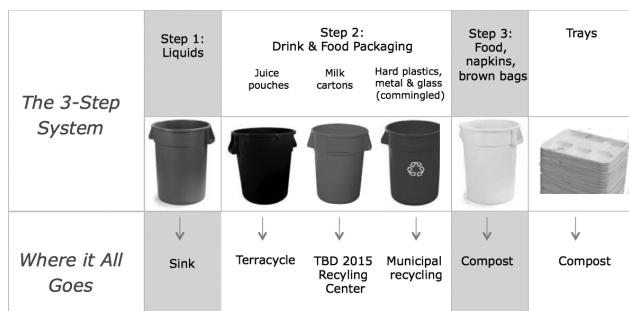 The 3-Step
System
Step 1:
Liquids
Step 2:
Drink & Food Packaging
Juice
pouches
Milk
cartons
Hard plastics,
metal & glass
(commingled)
Step 3:
Food,
napkins,
brown bags
Trays
Where it All
Goes
Sink
Terracycle
TBD 2015
Recyling
Center
Municipal
recycling
Compost
Compost